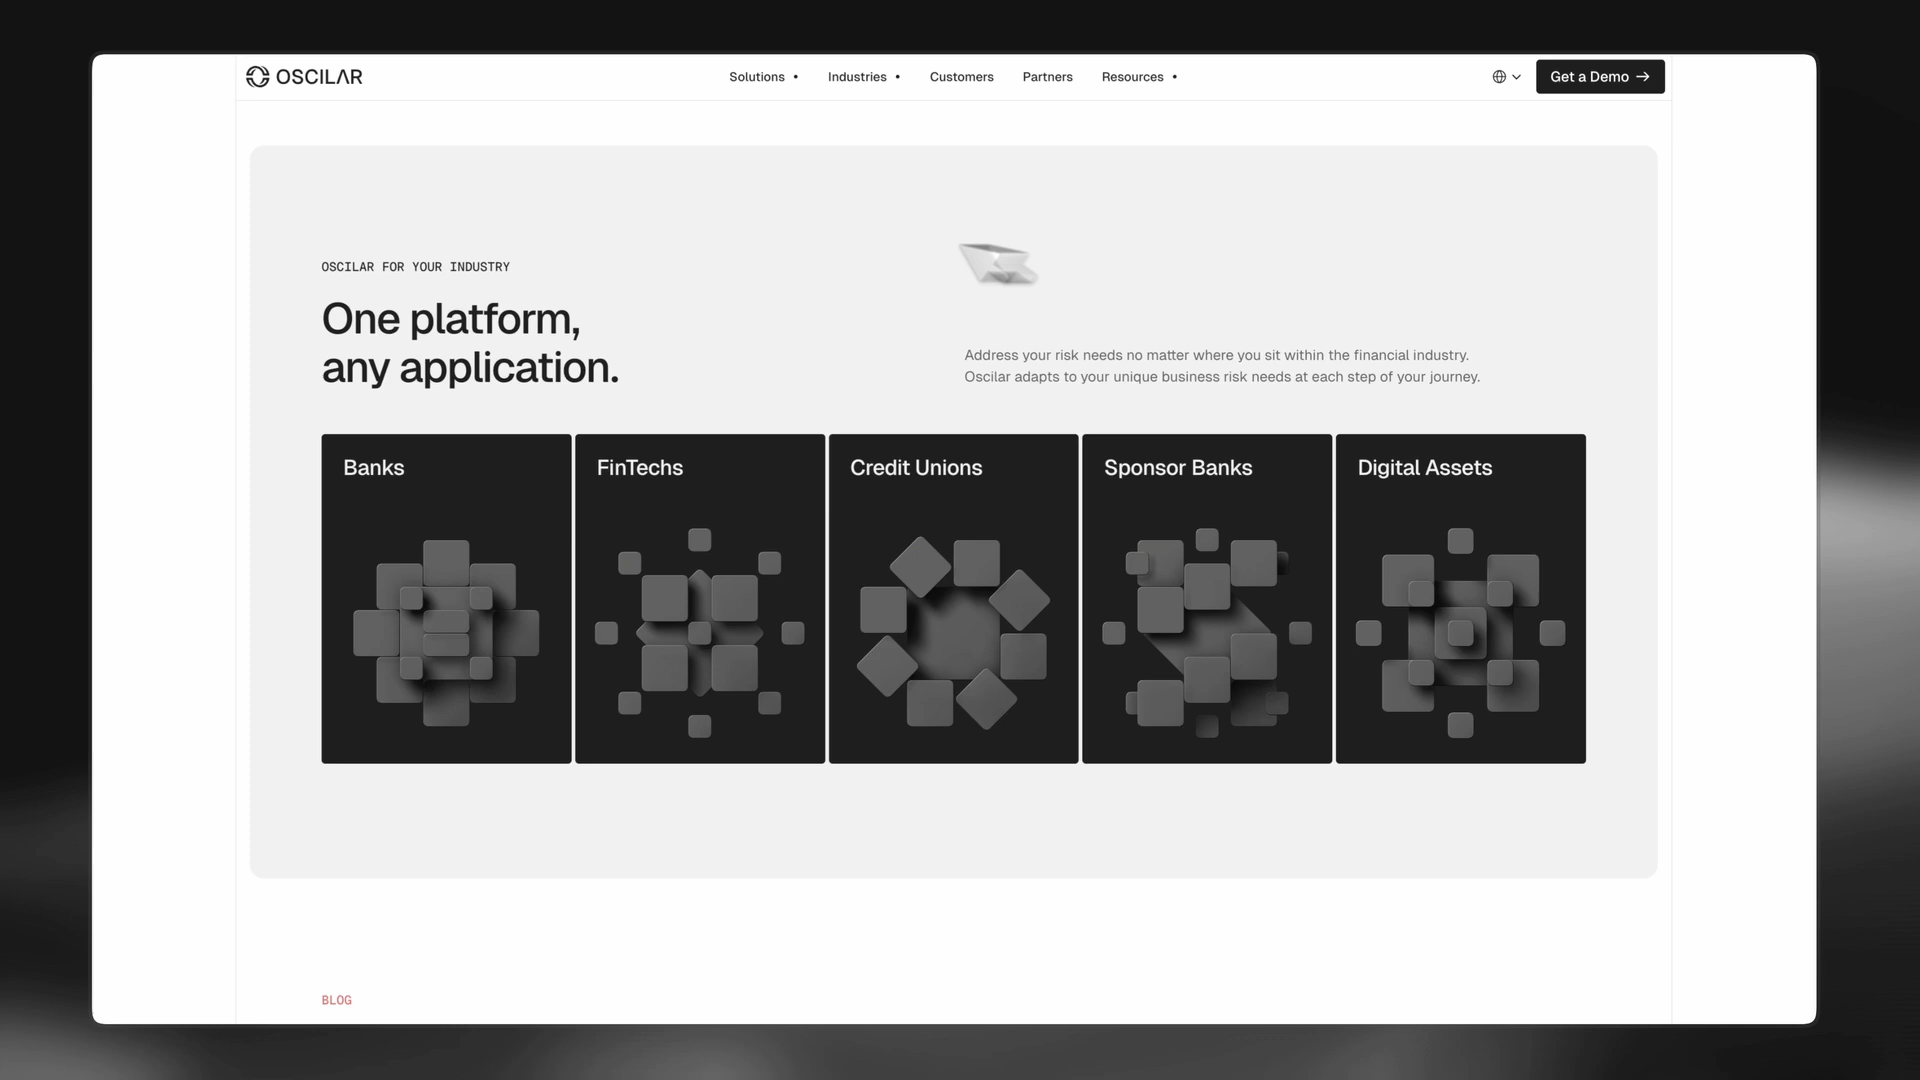 OSCILAR
Solutions •
Industries •
Customers
Partners
Resources •
Get a Demo →
OSCILAR FOR YOUR INDUSTRY
One platform,
any application.
Address your risk needs no matter where you sit within the financial industry.
Oscilar adapts to your unique business risk needs at each step of your journey.
Banks
FinTechs
Credit Unions
Sponsor Banks
Digital Assets
BLOG